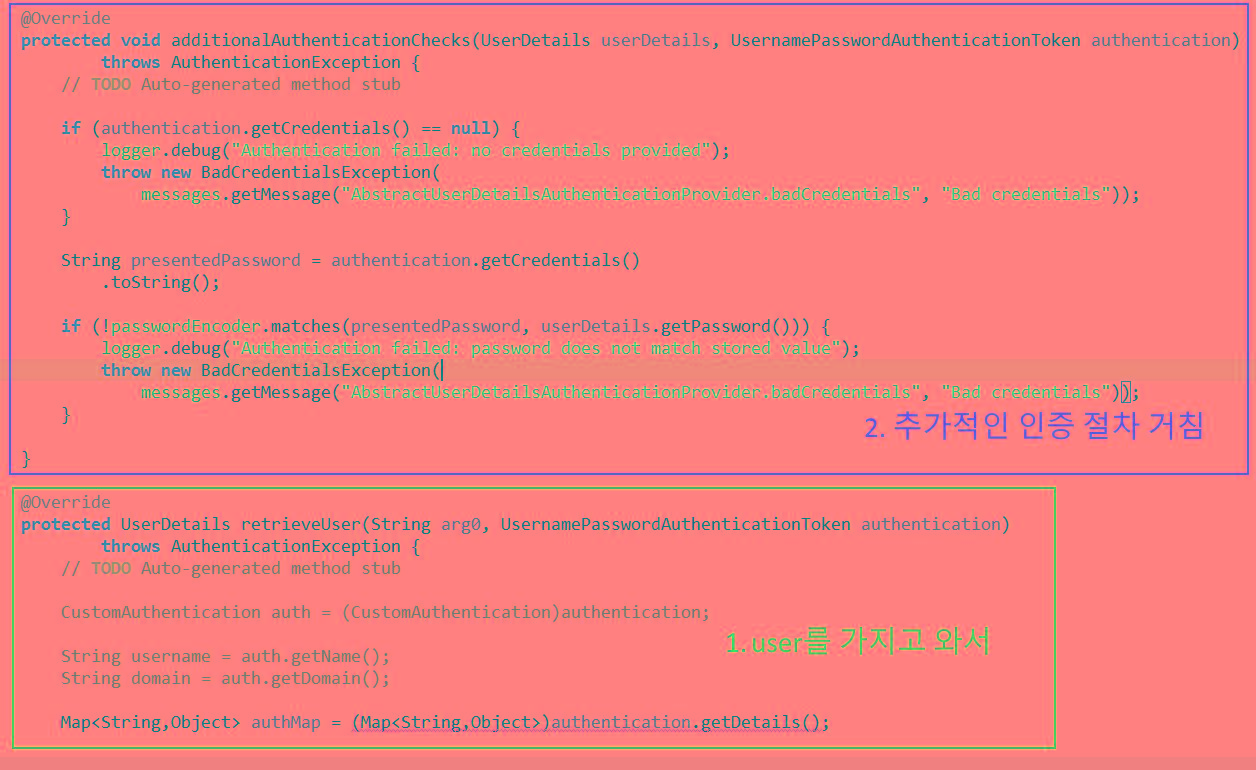 @Override
protected void additionalAuthenticationChecks(UserDetails userDetails, UsernamePasswordAuthenticationToken authentication)
throws AuthenticationException {
// TODO Auto-generated method stub
if (authentication.getCredentials() == null) {
logger.debug("Authentication failed: no credentials provided");
throw new BadCredentialsException(
messages.getMessage("AbstractUserDetailsAuthenticationProvider.badCredentials", "Bad credentials"));
}
String presentedPassword = authentication.getCredentials()
.toString();
if (!passwordEncoder.matches(presentedPassword, userDetails.getPassword())) {
logger.debug("Authentication failed: password does not match stored value");
throw new BadCredentialsException(
messages.getMessage("AbstractUserDetailsAuthenticationProvider.badCredentials", "Bad credentials"));
}
2. 추가적인 인증 절차 거침
}
@Override
protected UserDetails retrieveUser(String arg0, UsernamePasswordAuthenticationToken authentication)
throws AuthenticationException {
// TODO Auto-generated method stub
CustomAuthentication auth = (CustomAuthentication)authentication;
1. user를 가지고 와서
String username = auth.getName();
String domain = auth.getDomain();
Map<String,Object> authMap = (Map<String,Object>)authentication.getDetails();